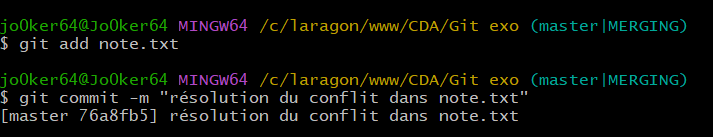 jo0ker64@Jo0Ker64 MINGW64 /c/laragon/www/CDA/Git exo (master|MERGING)
$ git add note.txt
jo0ker64@Jo0Ker64 MINGW64 /c/laragon/www/CDA/Git exo (master|MERGING)
$ git commit -m "résolution du conflit dans note.txt"
[master 76a8fb5] résolution du conflit dans note.txt